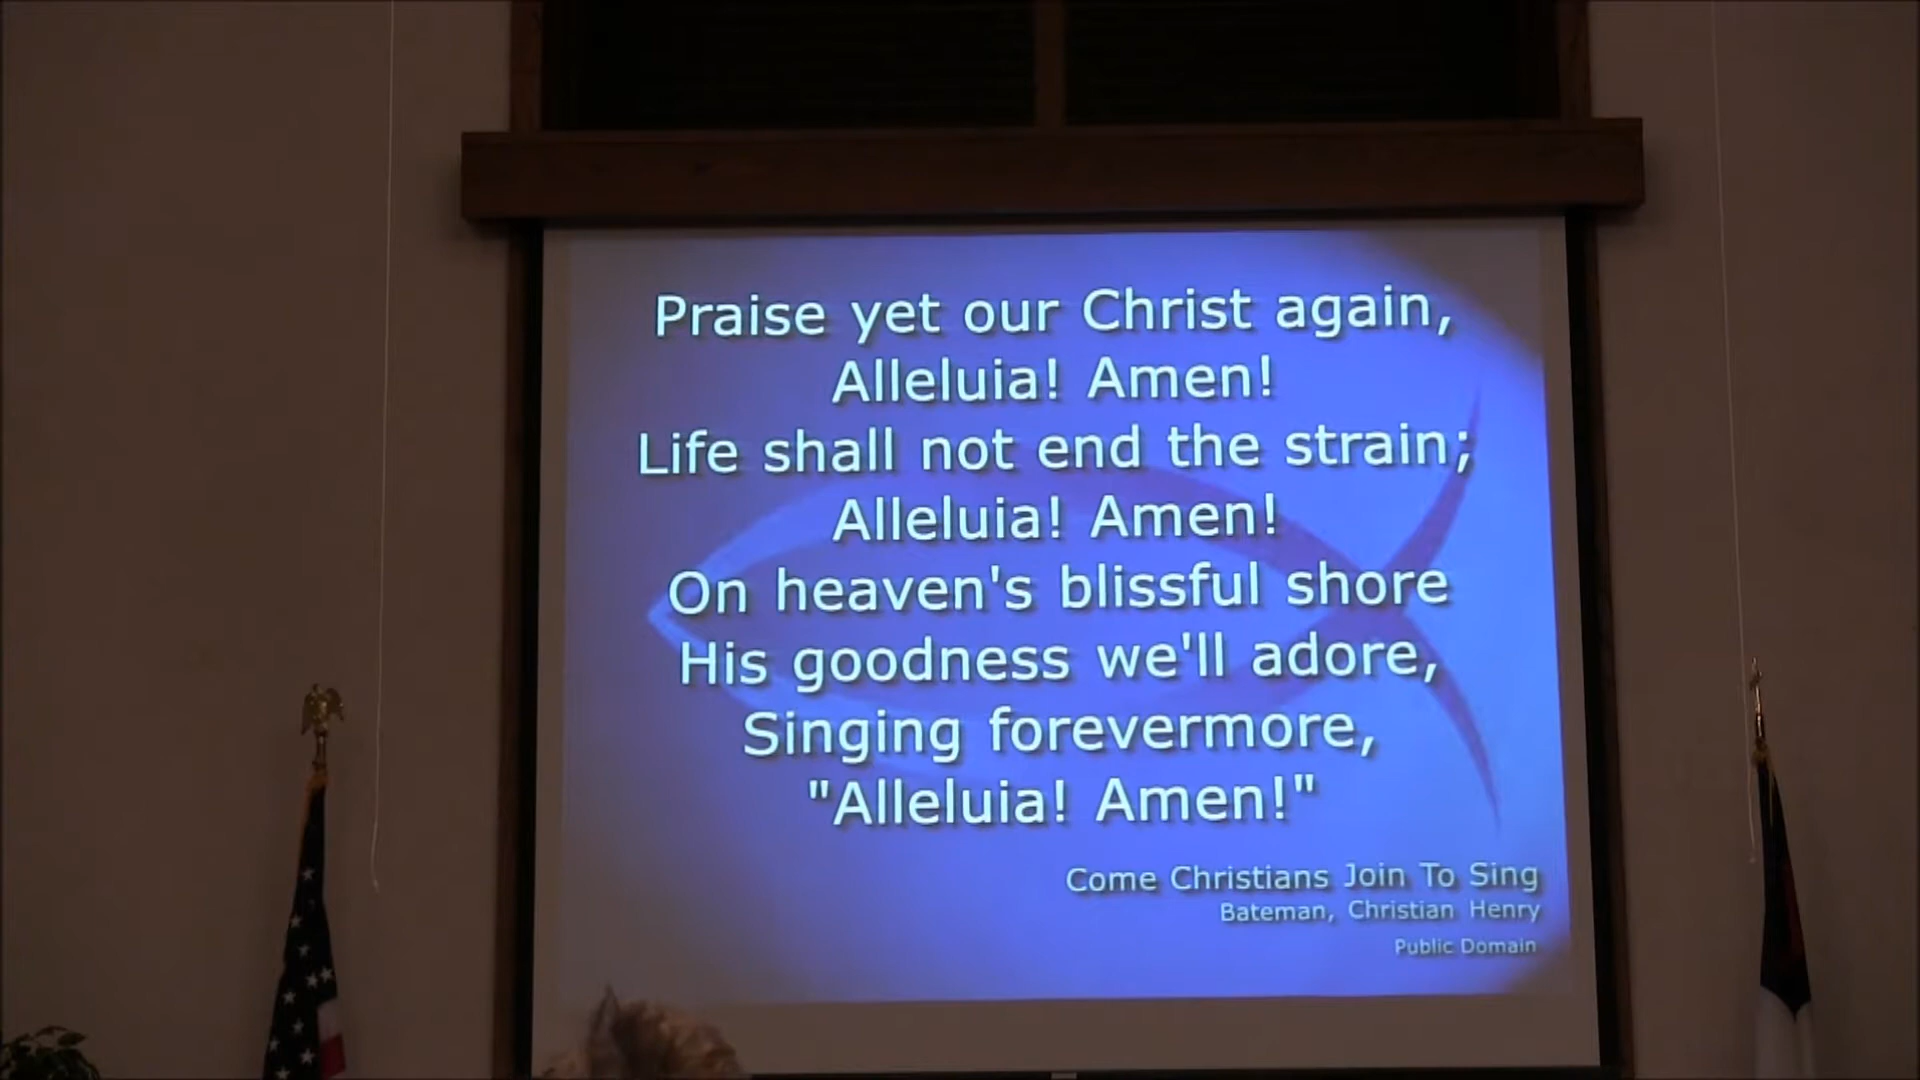 Praise yet our Christ again,
Alleluia! Amen!
Life shall not end the strain;
Alleluia! Amen!
On heaven's blissful shore
His goodness we'll adore,
Singing forevermore,
"Alleluia! Amen!"
Come Christians Join To Sing
Bateman, Christian Henry
Public Domain